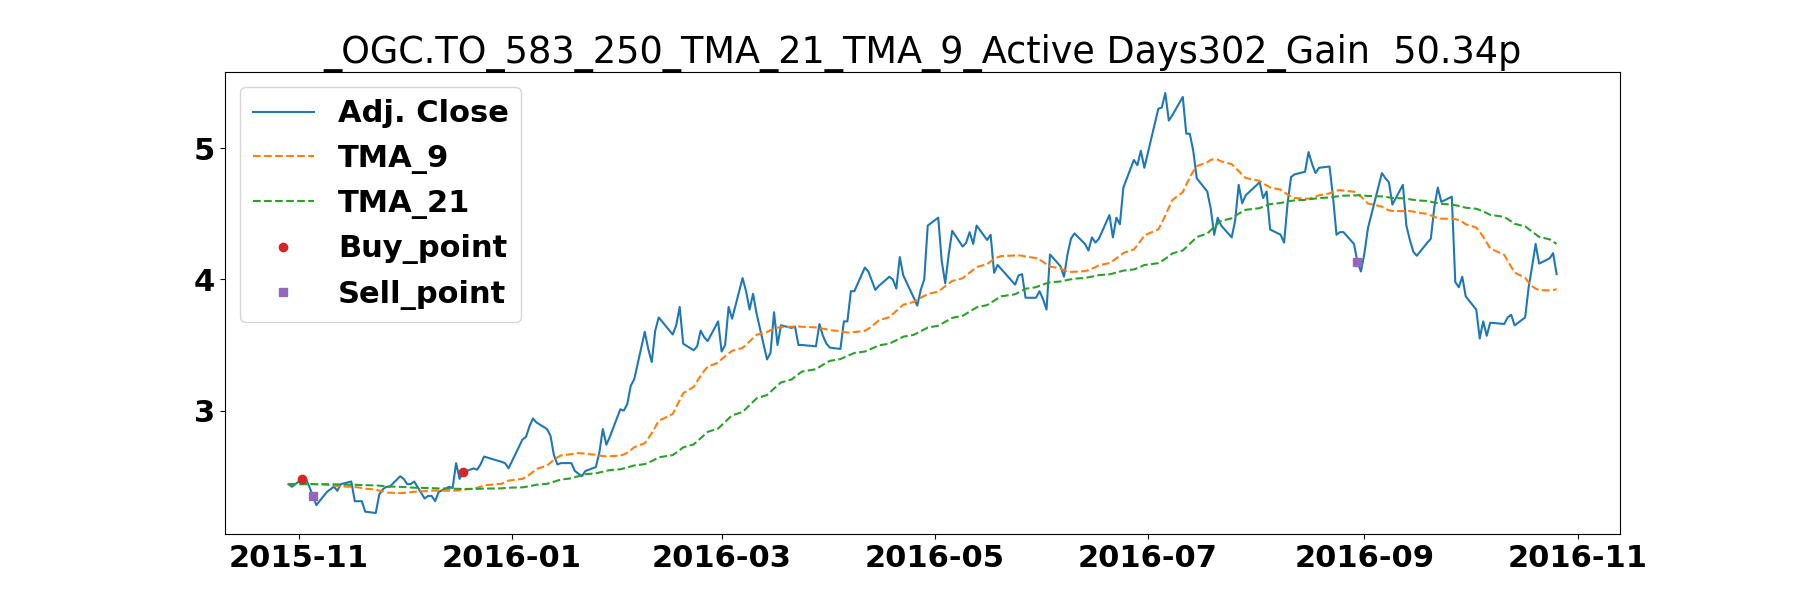 _OGC.TO_583_250_TMA_21_TMA_9_Active Days302_Gain  50.34p
Adj. Close
TMA_9
TMA_21
Buy_point
Sell_point
5
4
3
2015-11 2016-01 2016-03 2016-05 2016-07 2016-09 2016-11